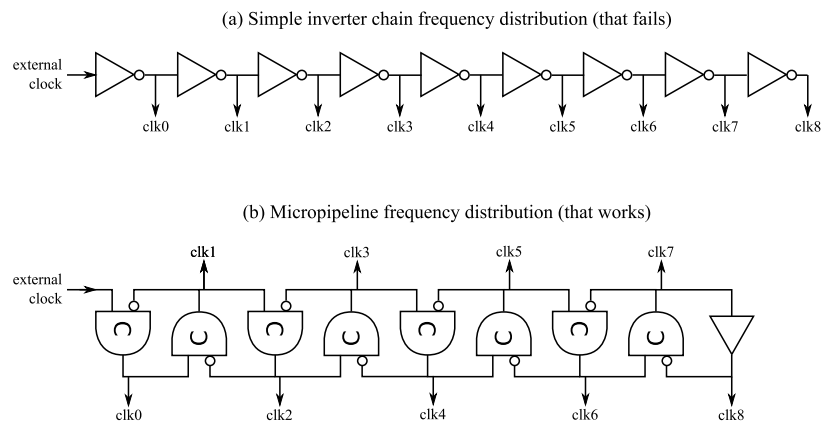 (a) Simple inverter chain frequency distribution (that fails)
external
clock
clk0 clk1 clk2 clk3 clk4 clk5 clk6 clk7 clk8
(b) Micropipeline frequency distribution (that works)
clk1 clk3 clk5 clk7
external
clock
C C C C C C C C
clk0 clk2 clk4 clk6 clk8